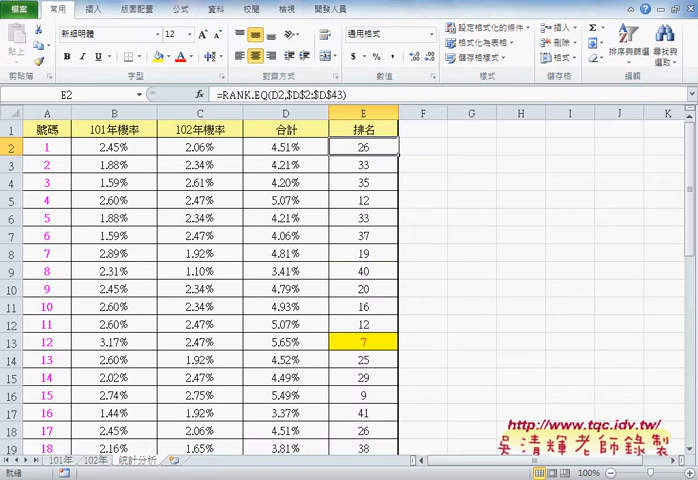 檔案 常用 插入 版面配置 公式 資料 校閱 檢視 開發人員
貼上 新細明體 12 A A 通用格式 設定格式化的條件 插入 Σ
B I U $ % , 格式化為表格 刪除 排序與篩選 尋找與選取
儲存格樣式 格式
剪貼簿 字型 對齊方式 數值 樣式 儲存格 編輯
E2 fx =RANK.EQ(D2,$D$2:$D$43)
A B C D E F G H I J K
1 號碼 101年機率 102年機率 合計 排名
2 1 2.45% 2.06% 4.51% 26
3 2 1.88% 2.34% 4.21% 33
4 3 1.59% 2.61% 4.20% 35
5 4 2.60% 2.47% 5.07% 12
6 5 1.88% 2.34% 4.21% 33
7 6 1.59% 2.47% 4.06% 37
8 7 2.89% 1.92% 4.81% 19
9 8 2.31% 1.10% 3.41% 40
10 9 2.45% 2.34% 4.79% 20
11 10 2.60% 2.34% 4.93% 16
12 11 2.60% 2.47% 5.07% 12
13 12 3.17% 2.47% 5.65% 7
14 13 2.60% 1.92% 4.52% 25
15 14 2.02% 2.47% 4.49% 29
16 15 2.74% 2.75% 5.49% 9
17 16 1.44% 1.92% 3.37% 41
18 17 2.45% 2.06% 4.51% 26
19 18 2.16% 1.65% 3.81% 38
http://www.tqc.idv.tw/
吳清輝老師錄製
101年 102年 統計分析
就緒 100%